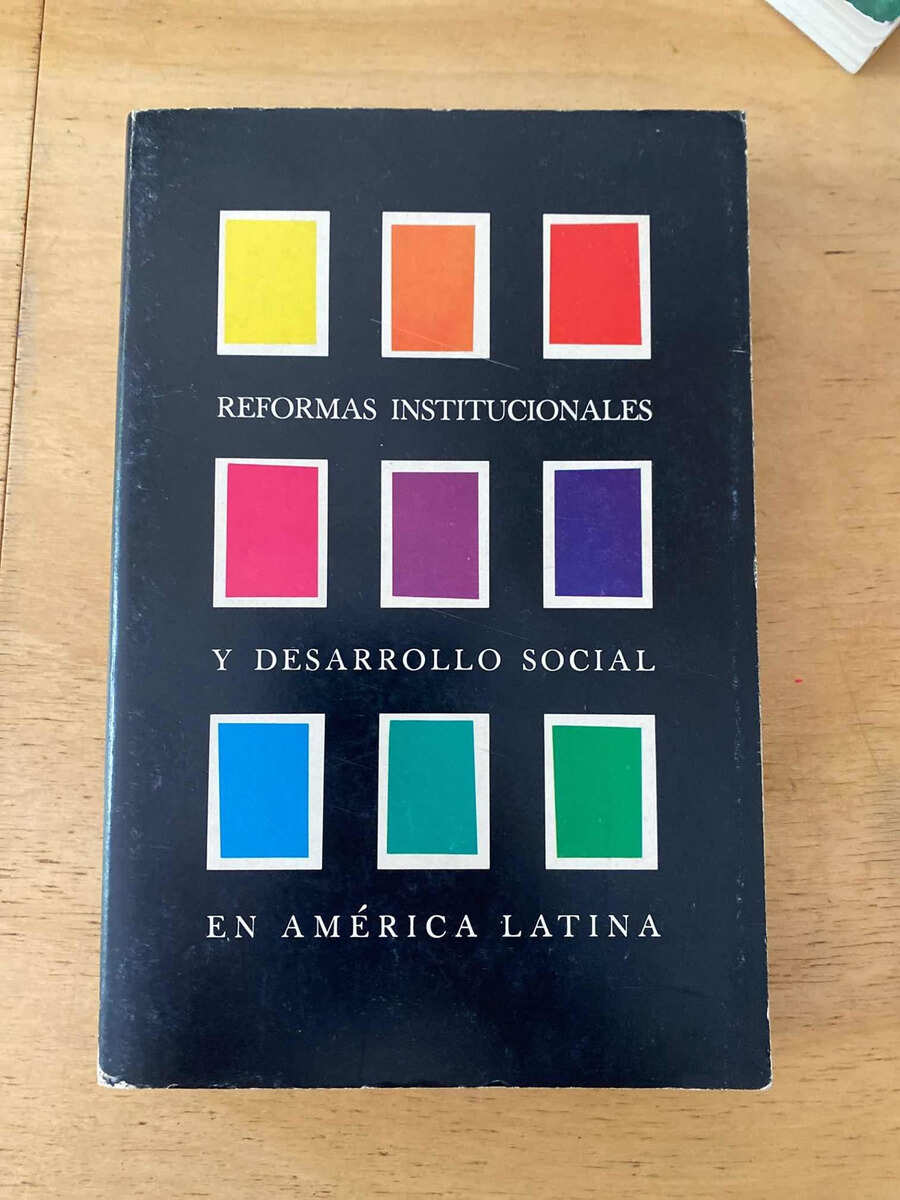 REFORMAS INSTITUCIONALES
Y DESARROLLO SOCIAL
EN AMÉRICA LATINA